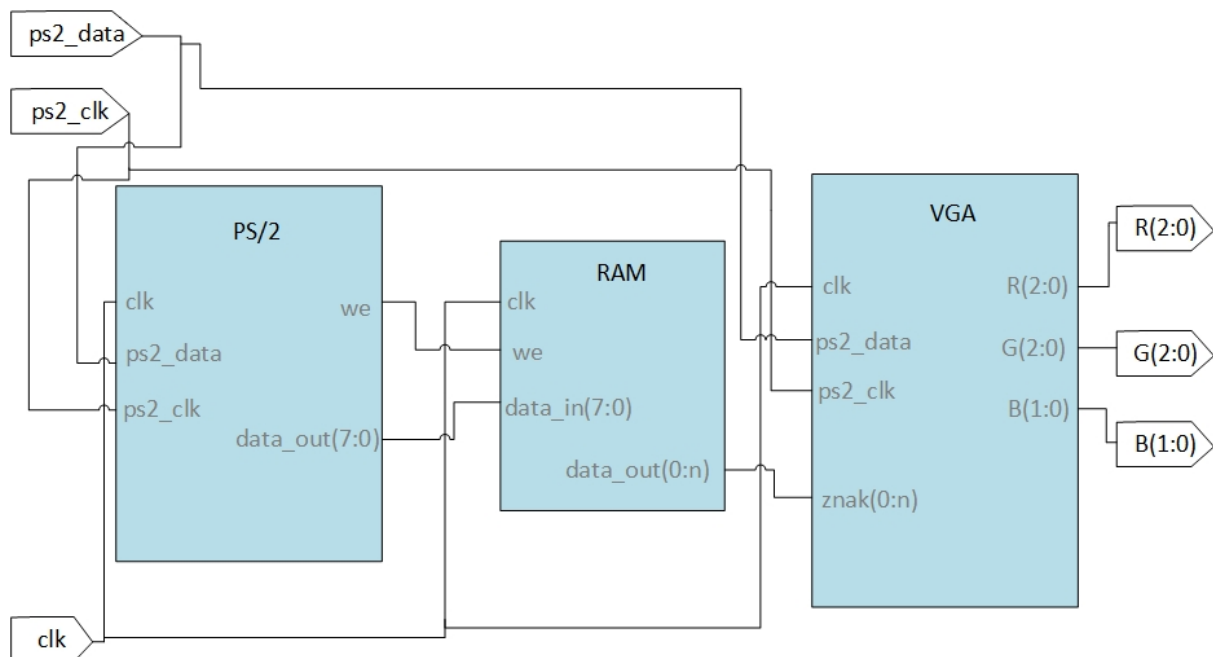 ps2_data
ps2_clk
PS/2
clk
we
ps2_data
ps2_clk
data_out(7:0)
RAM
clk
we
data_in(7:0)
data_out(0:n)
VGA
clk
R(2:0)
ps2_data
G(2:0)
ps2_clk
B(1:0)
znak(0:n)
R(2:0)
G(2:0)
B(1:0)
clk